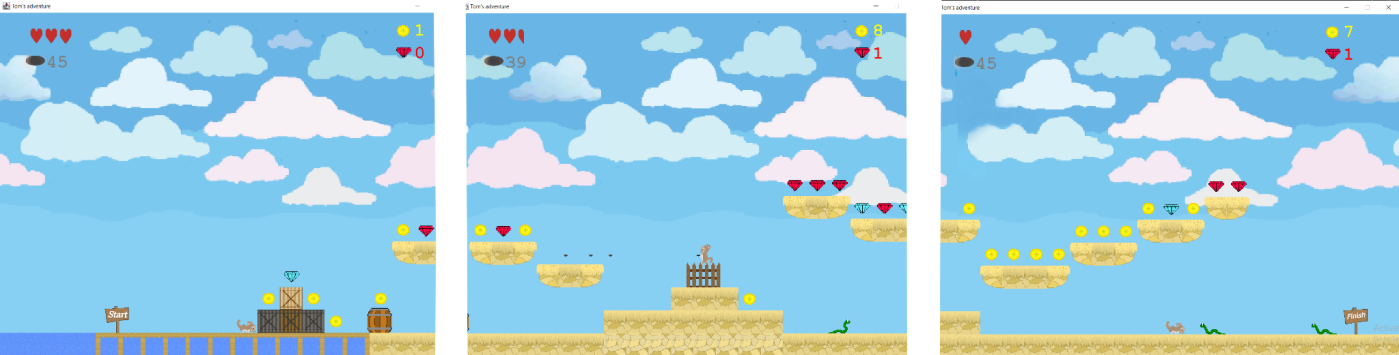 Tom's adventure
1
0
45
Start
Tom's adventure
8
1
39
Tom's adventure
7
1
45
Finish